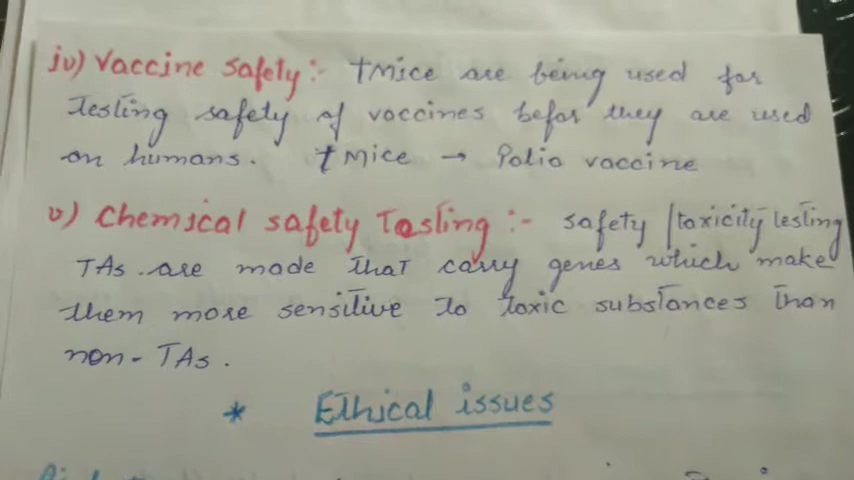 iv) Vaccine safety :- tMice are being used for
Testing safety of vaccines befor they are used
on humans. tMice → Polio vaccine
v) Chemical safety Testing :- safety / toxicity testing
TAs. are made that carry genes which make
them more sensitive to toxic substances than
non-TAs.
* Ethical issues